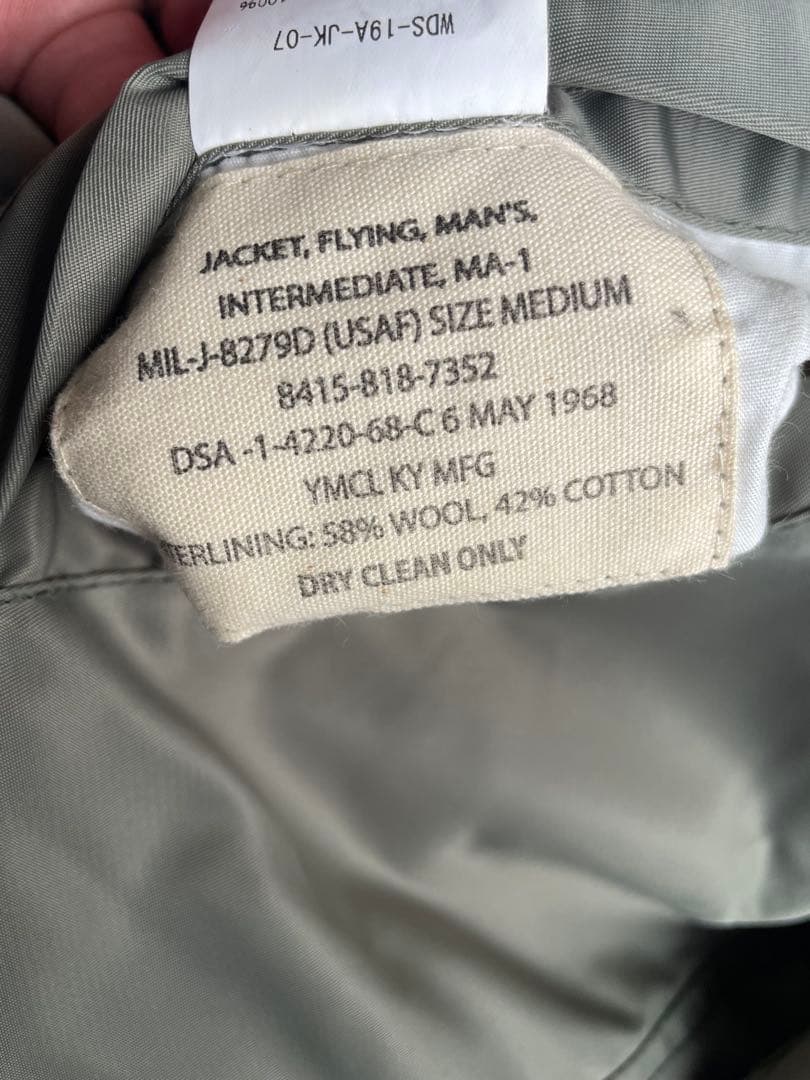 WDS-19A-JK-07
JACKET, FLYING, MAN'S,
INTERMEDIATE, MA-1
MIL-J-8279D (USAF) SIZE MEDIUM
8415-818-7352
DSA -1-4220-68-C 6 MAY 1968
YMCL KY MFG
TERLINING: 58% WOOL, 42% COTTON
DRY CLEAN ONLY